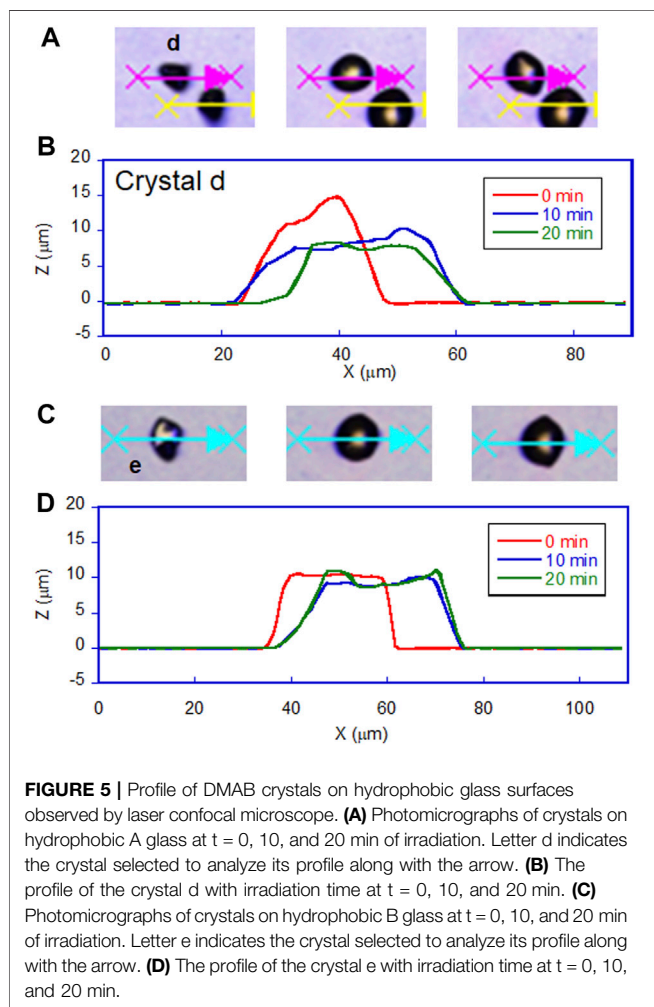 A
d
B
20
15
10
5
0
-5
Z (μm)
Crystal d
0 min
10 min
20 min
0 20 40 60 80
X (μm)
C
e
D
20
15
10
5
0
-5
Z (μm)
0 min
10 min
20 min
0 20 40 60 80 100
X (μm)
FIGURE 5 | Profile of DMAB crystals on hydrophobic glass surfaces
observed by laser confocal microscope. (A) Photomicrographs of crystals on
hydrophobic A glass at t = 0, 10, and 20 min of irradiation. Letter d indicates
the crystal selected to analyze its profile along with the arrow. (B) The
profile of the crystal d with irradiation time at t = 0, 10, and 20 min. (C)
Photomicrographs of crystals on hydrophobic B glass at t = 0, 10, and 20 min
of irradiation. Letter e indicates the crystal selected to analyze its profile along
with the arrow. (D) The profile of the crystal e with irradiation time at t = 0, 10,
and 20 min.